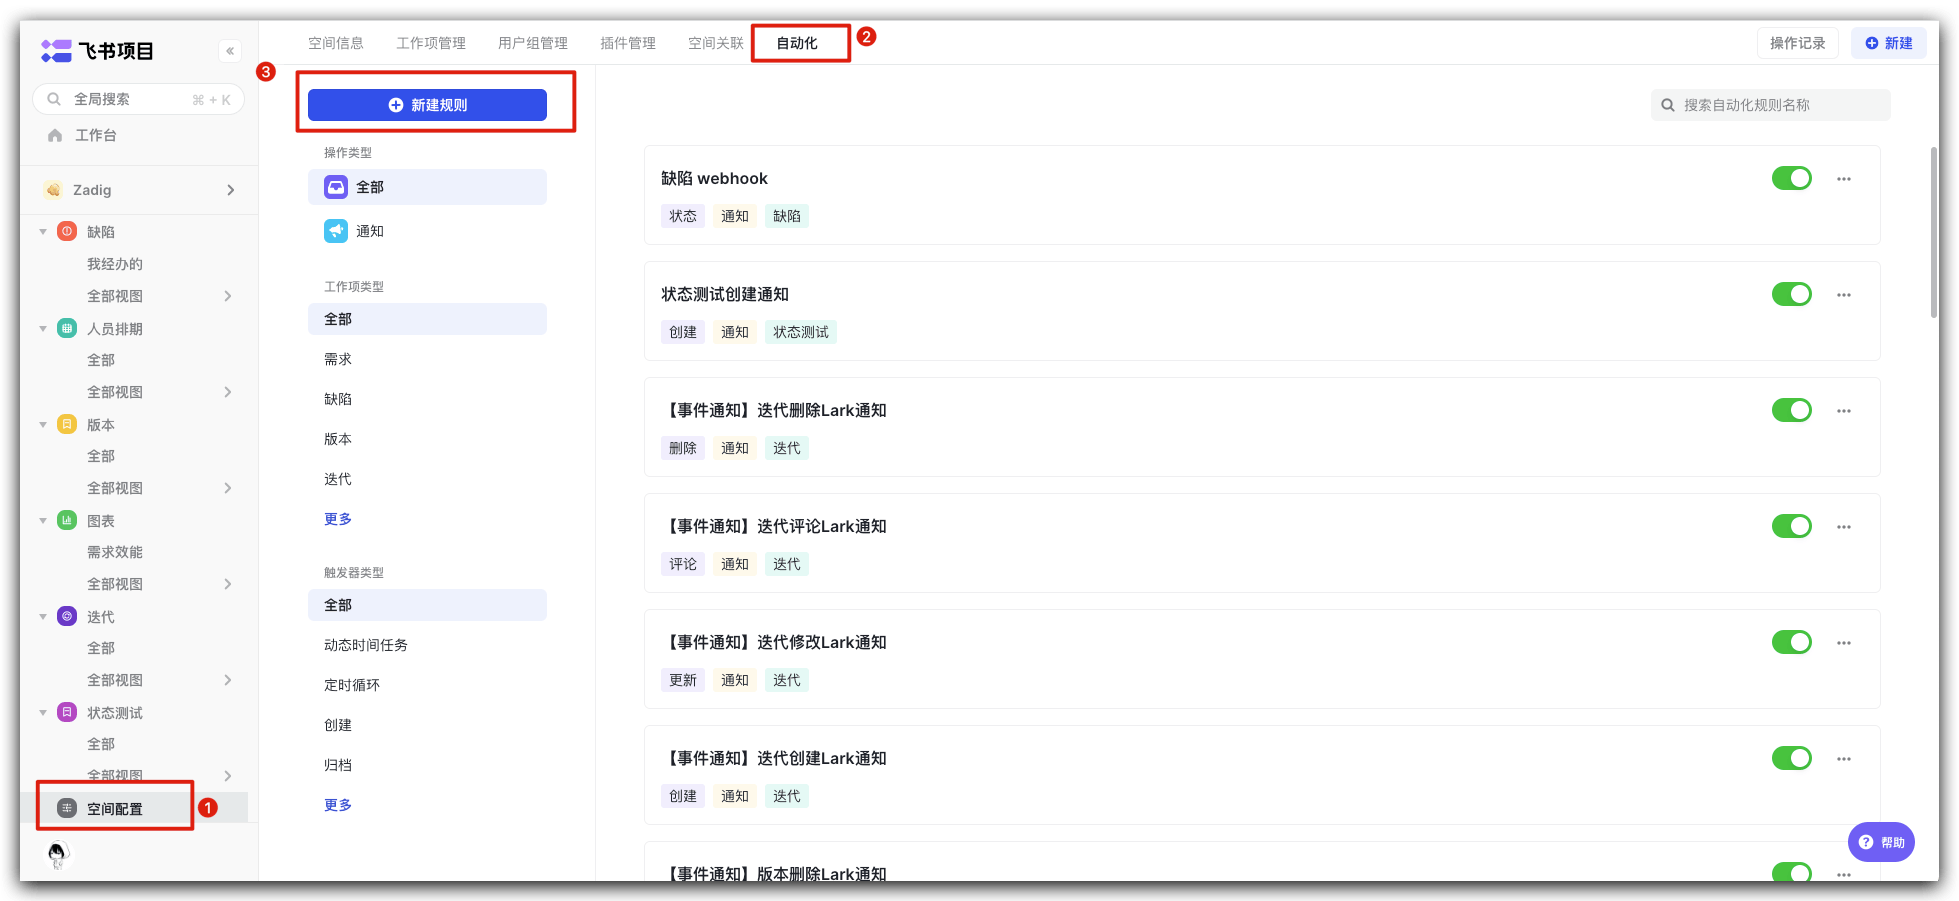 飞书项目
«
全局搜索 ⌘ + K
工作台
Zadig
缺陷
我经办的
全部视图
人员排期
全部
全部视图
版本
全部
全部视图
图表
需求效能
全部视图
迭代
全部
全部视图
状态测试
全部
全部视图
空间配置
1
空间信息 工作项管理 用户组管理 插件管理 空间关联 自动化
2
操作记录
新建
3
新建规则
操作类型
全部
通知
工作项类型
全部
需求
缺陷
版本
迭代
更多
触发器类型
全部
动态时间任务
定时循环
创建
归档
更多
搜索自动化规则名称
缺陷 webhook
状态 通知 缺陷
状态测试创建通知
创建 通知 状态测试
【事件通知】迭代删除Lark通知
删除 通知 迭代
【事件通知】迭代评论Lark通知
评论 通知 迭代
【事件通知】迭代修改Lark通知
更新 通知 迭代
【事件通知】迭代创建Lark通知
创建 通知 迭代
【事件通知】版本删除Lark通知
帮助